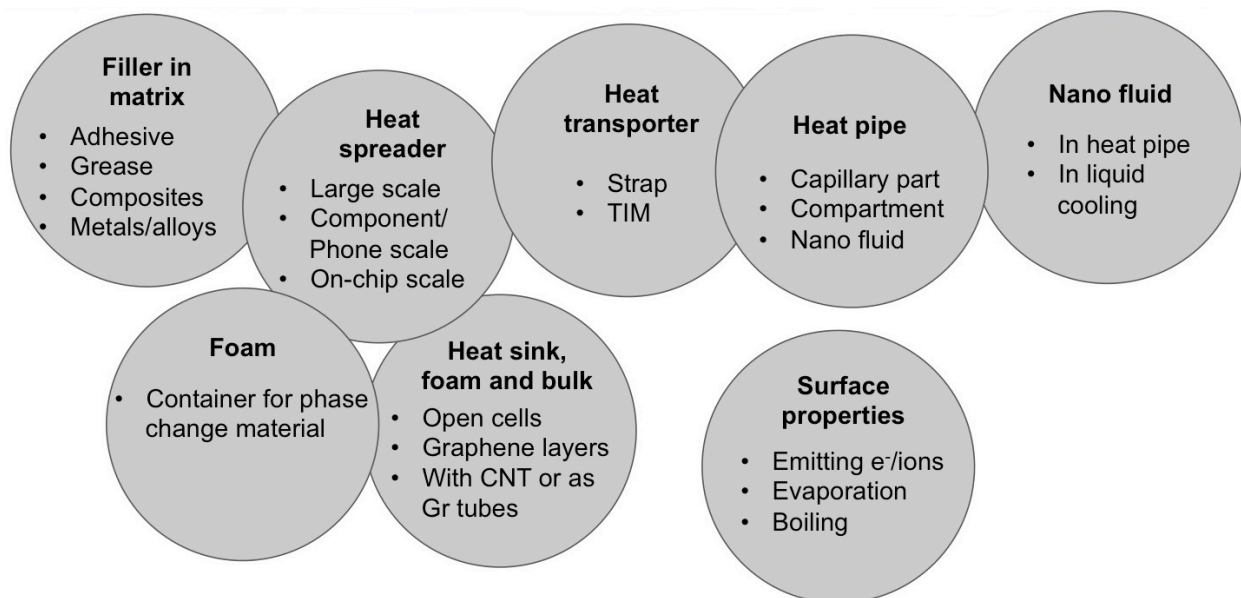 Filler in
matrix
• Adhesive
• Grease
• Composites
• Metals/alloys
Heat
spreader
• Large scale
• Component/
Phone scale
• On-chip scale
Heat
transporter
• Strap
• TIM
Heat pipe
• Capillary part
• Compartment
• Nano fluid
Nano fluid
• In heat pipe
• In liquid
cooling
Foam
• Container for phase
change material
Heat sink,
foam and bulk
• Open cells
• Graphene layers
• With CNT or as
Gr tubes
Surface
properties
• Emitting e⁻/ions
• Evaporation
• Boiling